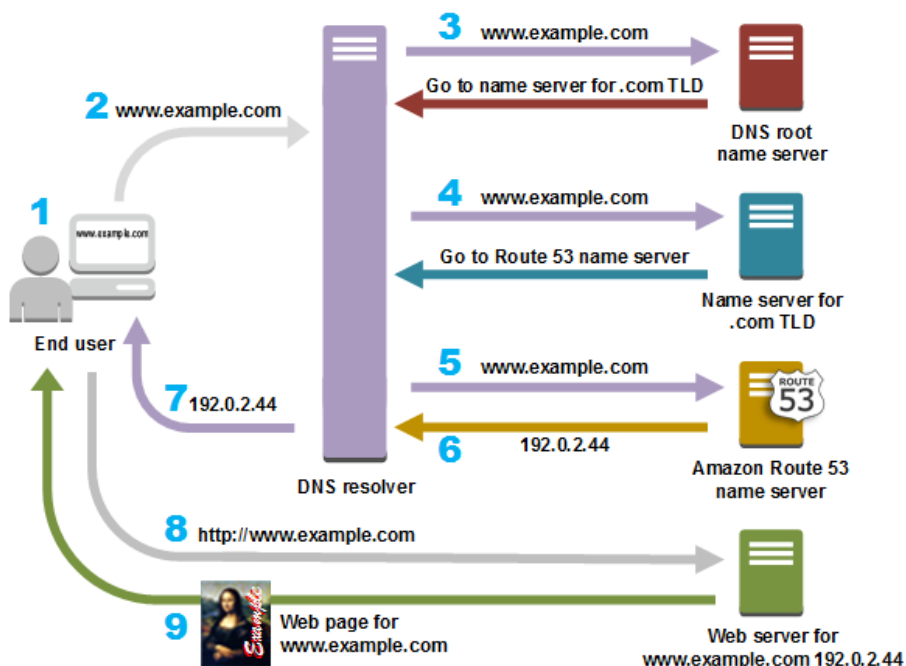 3 www.example.com
Go to name server for .com TLD
DNS root
name server
2 www.example.com
1
www.example.com
End user
4 www.example.com
Go to Route 53 name server
Name server for
.com TLD
5 www.example.com
ROUTE
53
6 192.0.2.44
Amazon Route 53
name server
7 192.0.2.44
DNS resolver
8 http://www.example.com
9
Example
Web page for
www.example.com
Web server for
www.example.com 192.0.2.44